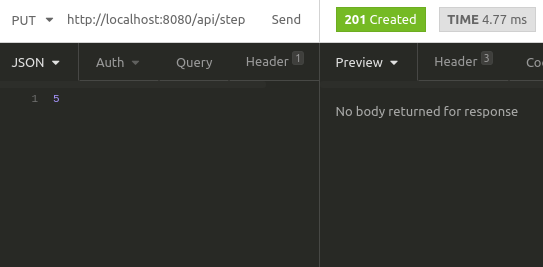 PUT http://localhost:8080/api/step Send 201 Created TIME 4.77 ms
JSON Auth Query Header 1 Preview Header 3
1 5
No body returned for response